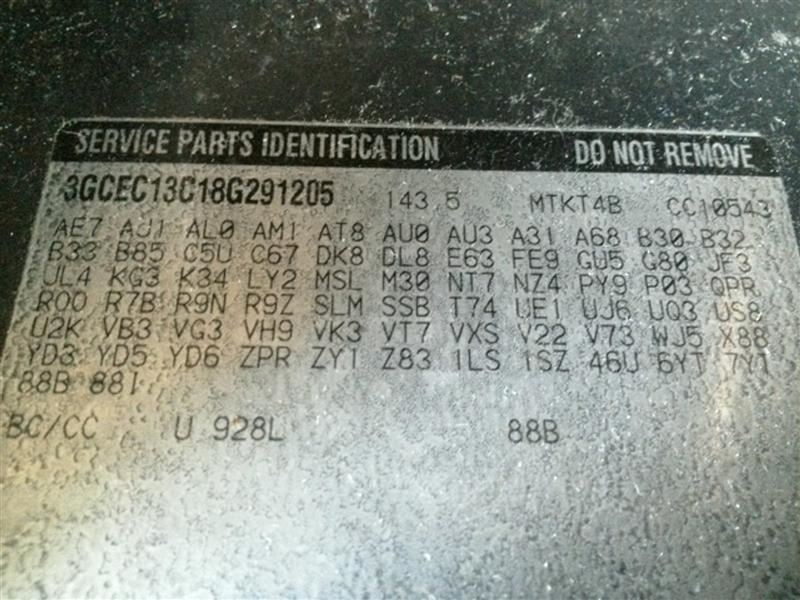 SERVICE PARTS IDENTIFICATION DO NOT REMOVE
3GCEC13C18G291205 143.5 MTKT4B CC10543
AE7 AJ1 AL0 AM1 AT8 AU0 AU3 A31 A68 B30 B32
B33 B85 C5U C67 DK8 DL8 E63 FE9 GU5 G80 JF3
JL4 KG3 K34 LY2 MSL M30 NT7 NZ4 PY9 P03 QPR
R00 R7B R9N R9Z SLM SSB T74 UE1 UJ6 UQ3 US8
U2K VB3 VG3 VH9 VK3 VT7 VXS V22 V73 WJ5 X88
YD3 YD5 YD6 ZPR ZY1 Z83 1LS 1SZ 46U 6YT 7Y1
88B 88I
BC/CC U 928L 88B